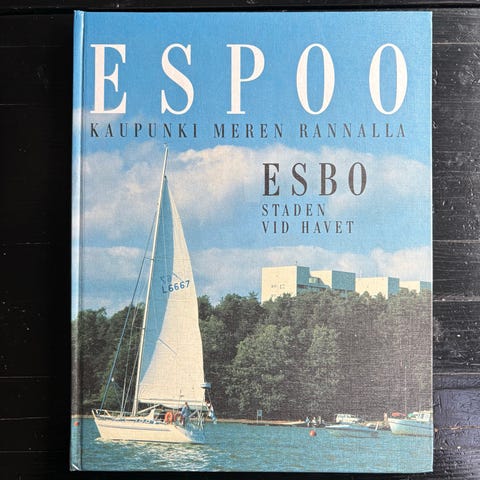 ESPOO
KAUPUNKI MEREN RANNALLA
ESBO
STADEN
VID HAVET
L6667